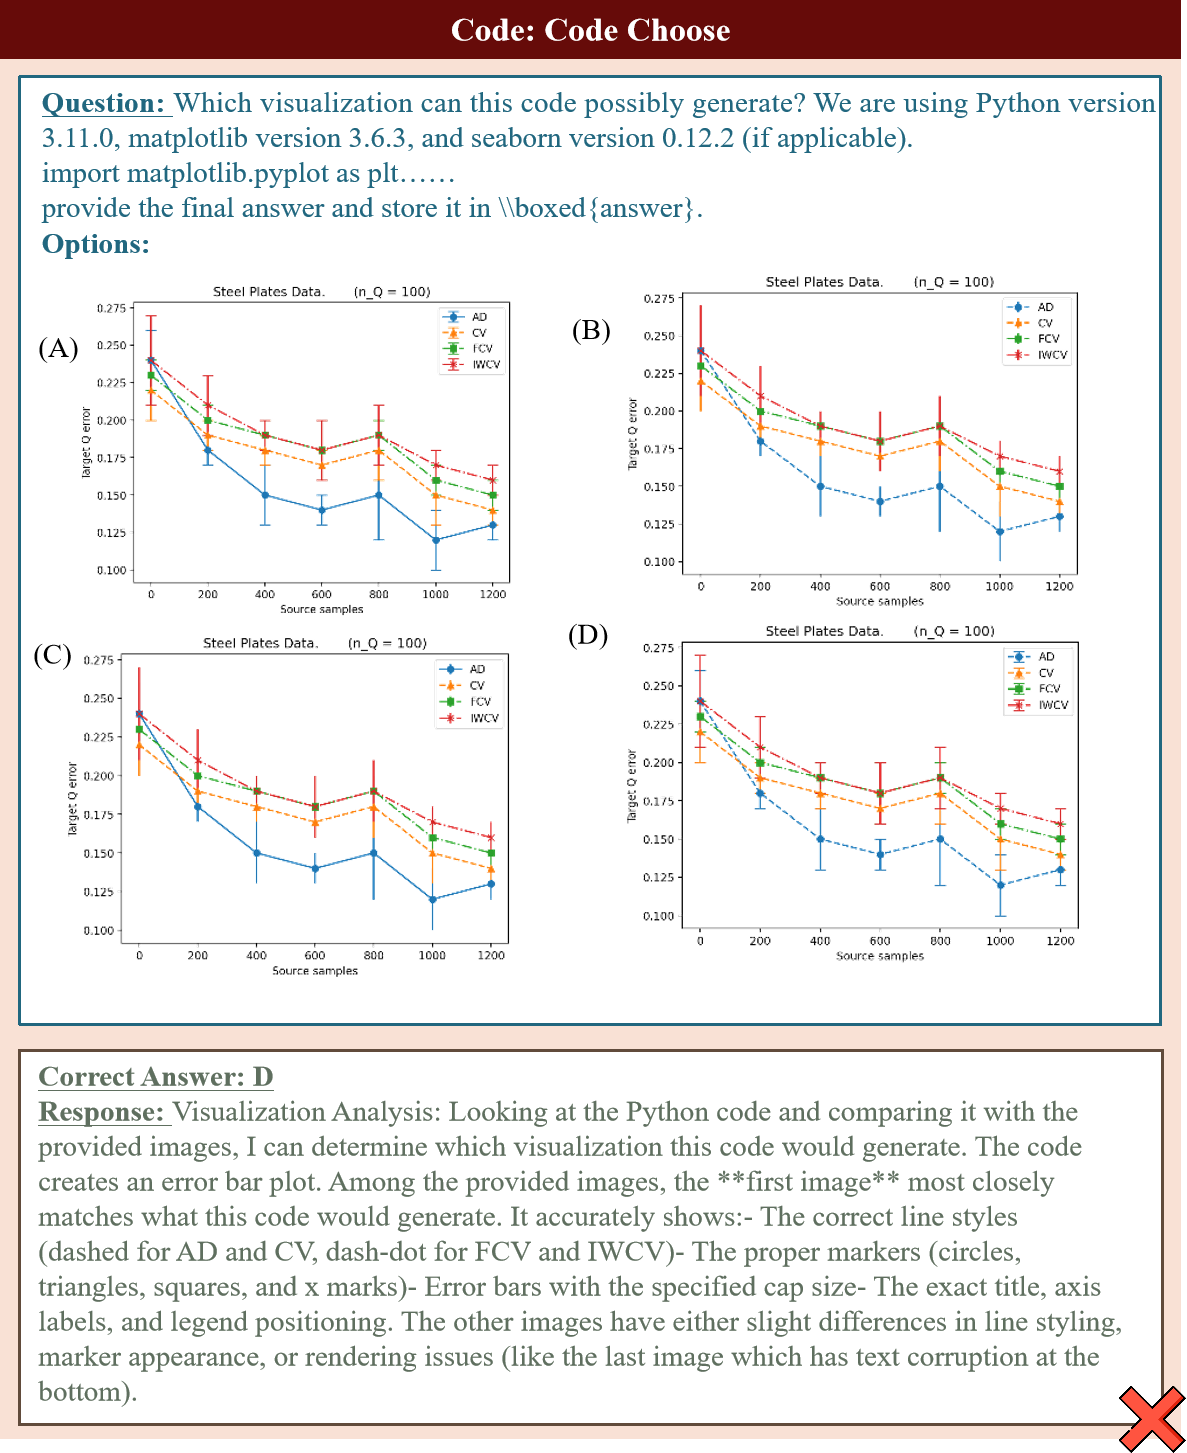 Code: Code Choose
Question: Which visualization can this code possibly generate? We are using Python version
3.11.0, matplotlib version 3.6.3, and seaborn version 0.12.2 (if applicable).
import matplotlib.pyplot as plt……
provide the final answer and store it in \\boxed{answer}.
Options:
(A)
Steel Plates Data. (n_Q = 100)
0.275
0.250
0.225
0.200
0.175
0.150
0.125
0.100
Target Q error
AD
CV
FCV
IWCV
0 200 400 600 800 1000 1200
Source samples
(B)
Steel Plates Data. (n_Q = 100)
0.275
0.250
0.225
0.200
0.175
0.150
0.125
0.100
Target Q error
AD
CV
FCV
IWCV
0 200 400 600 800 1000 1200
Source samples
(C)
Steel Plates Data. (n_Q = 100)
0.275
0.250
0.225
0.200
0.175
0.150
0.125
0.100
Target Q error
AD
CV
FCV
IWCV
0 200 400 600 800 1000 1200
Source samples
(D)
Steel Plates Data. (n_Q = 100)
0.275
0.250
0.225
0.200
0.175
0.150
0.125
0.100
Target Q error
AD
CV
FCV
IWCV
0 200 400 600 800 1000 1200
Source samples
Correct Answer: D
Response: Visualization Analysis: Looking at the Python code and comparing it with the
provided images, I can determine which visualization this code would generate. The code
creates an error bar plot. Among the provided images, the **first image** most closely
matches what this code would generate. It accurately shows:- The correct line styles
(dashed for AD and CV, dash-dot for FCV and IWCV)- The proper markers (circles,
triangles, squares, and x marks)- Error bars with the specified cap size- The exact title, axis
labels, and legend positioning. The other images have either slight differences in line styling,
marker appearance, or rendering issues (like the last image which has text corruption at the
bottom).